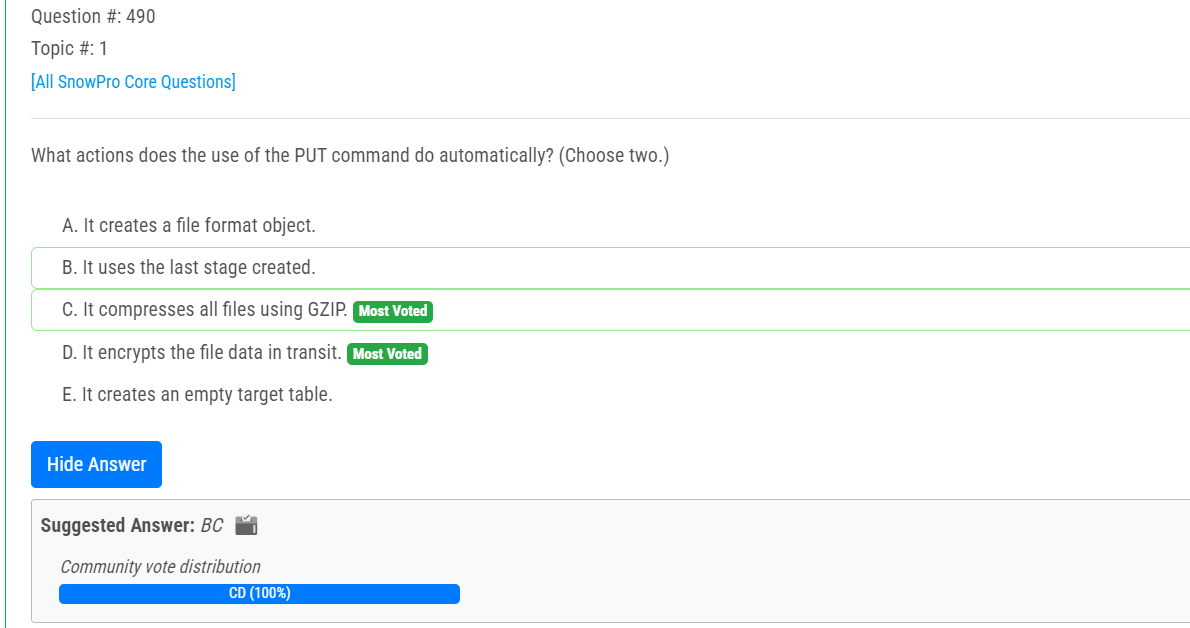 Question #: 490
Topic #: 1
[All SnowPro Core Questions]
What actions does the use of the PUT command do automatically? (Choose two.)
A. It creates a file format object.
B. It uses the last stage created.
C. It compresses all files using GZIP. Most Voted
D. It encrypts the file data in transit. Most Voted
E. It creates an empty target table.
Hide Answer
Suggested Answer: BC
Community vote distribution
CD (100%)